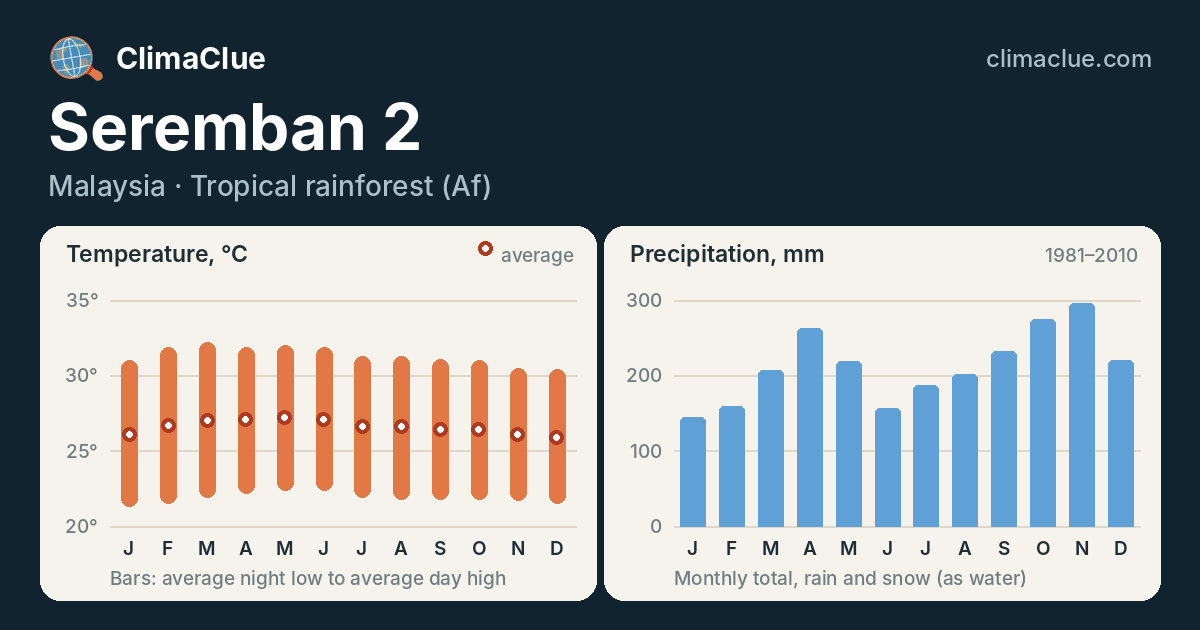 ClimaClue
climaclue.com
Seremban 2
Malaysia · Tropical rainforest (Af)
Temperature, °C
average
35°
30°
25°
20°
J F M A M J J A S O N D
Bars: average night low to average day high
Precipitation, mm
1981–2010
300
200
100
0
J F M A M J J A S O N D
Monthly total, rain and snow (as water)